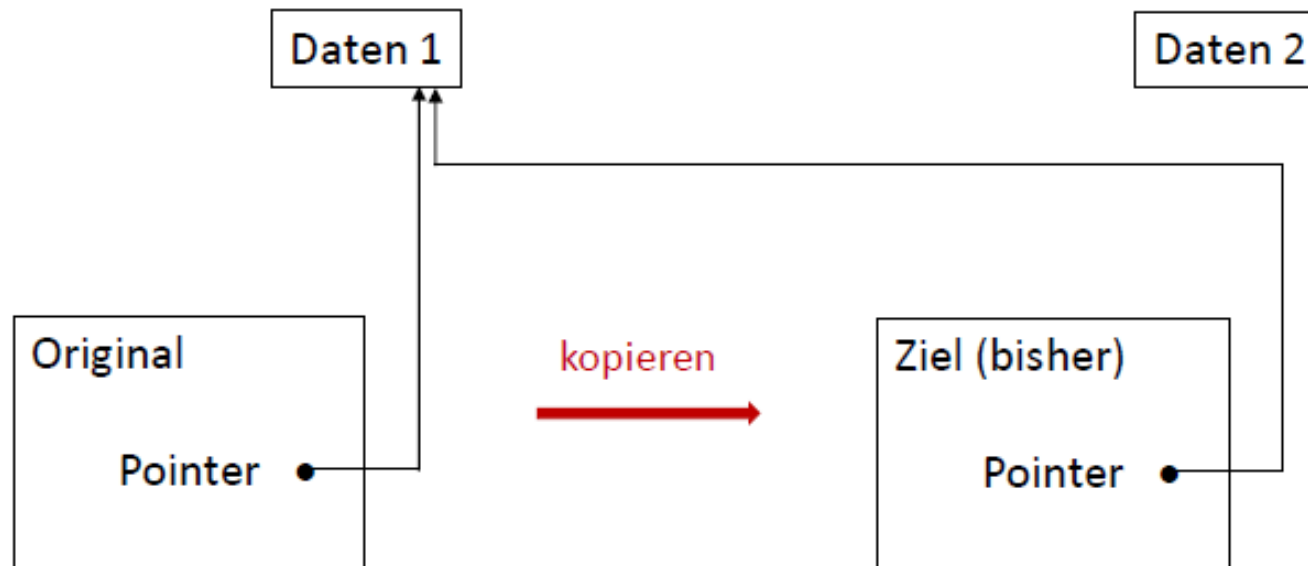 Daten 1
Daten 2
Original
kopieren
Ziel (bisher)
Pointer
Pointer